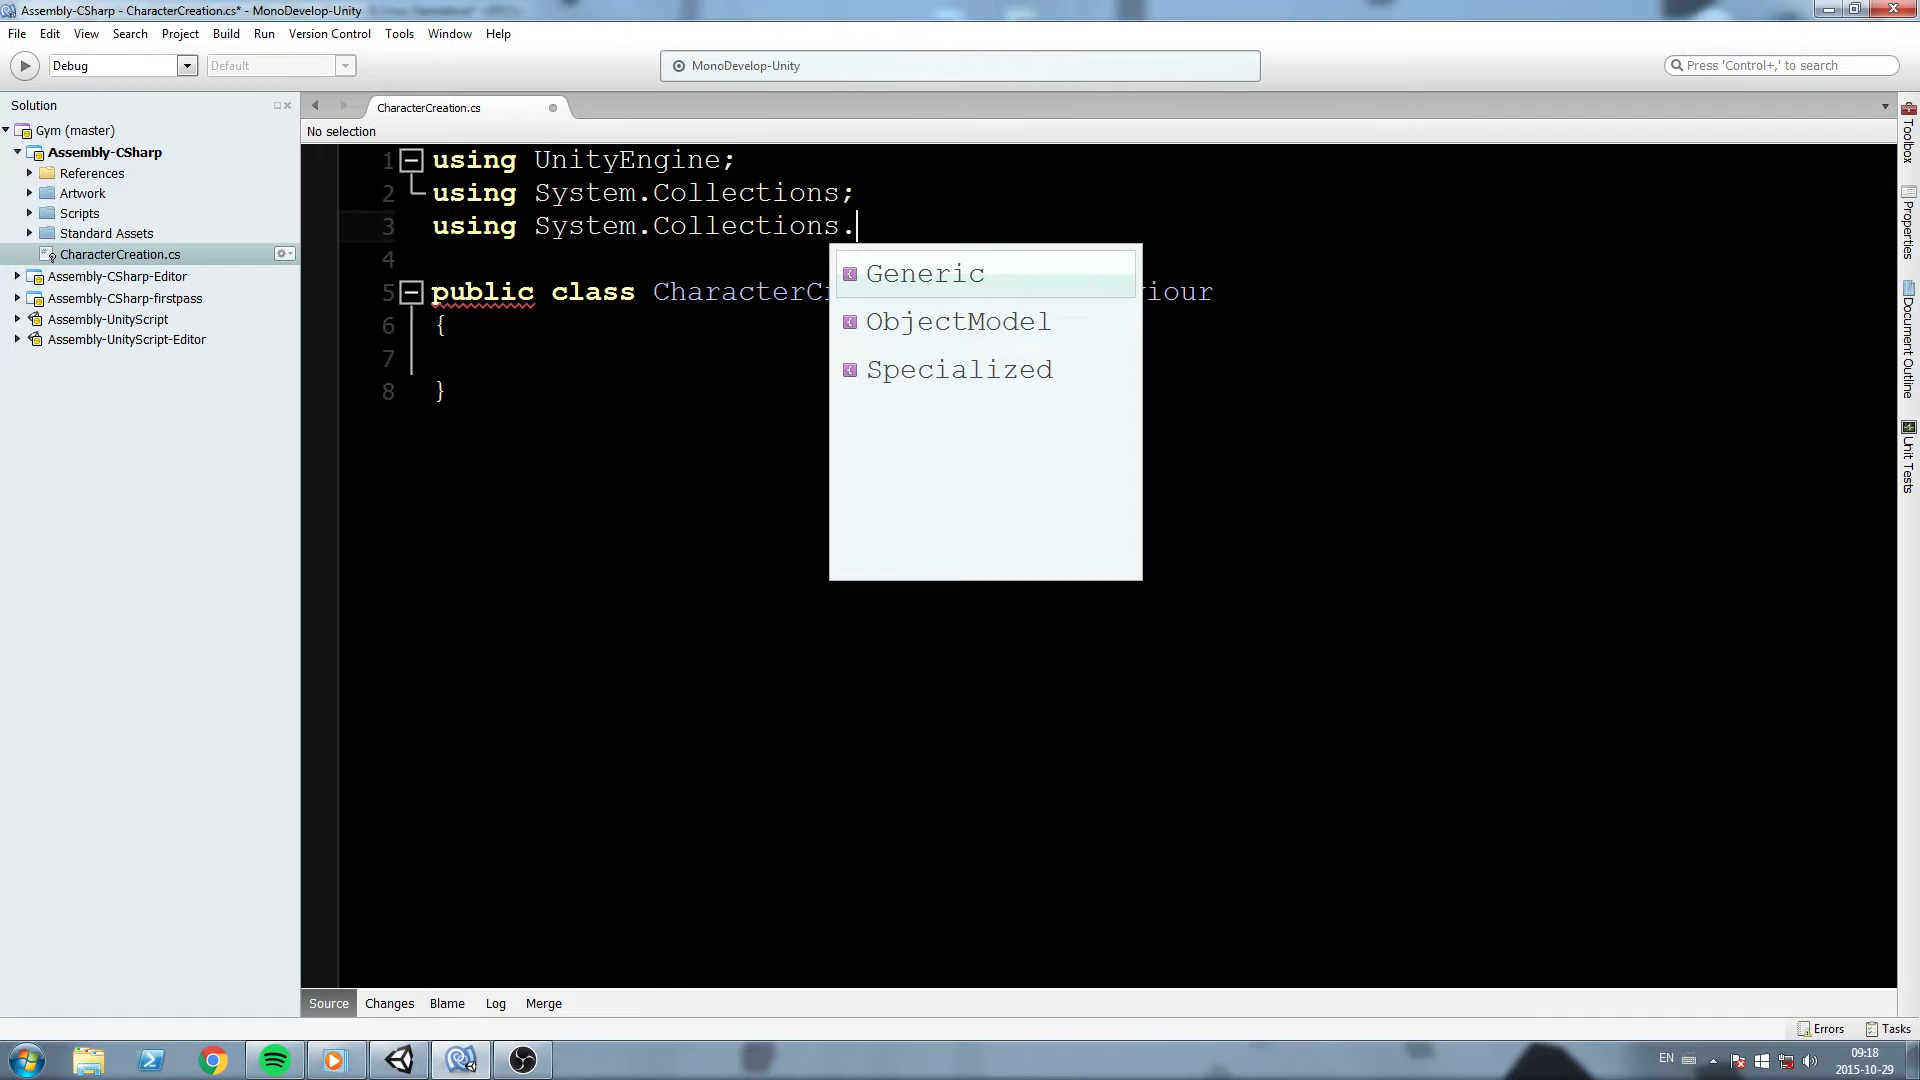 Assembly-CSharp - CharacterCreation.cs* - MonoDevelop-Unity
File Edit View Search Project Build Run Version Control Tools Window Help
Debug Default MonoDevelop-Unity Press 'Control+,' to search
Solution
CharacterCreation.cs
No selection
Gym (master)
Assembly-CSharp
References
Artwork
Scripts
Standard Assets
CharacterCreation.cs
Assembly-CSharp-Editor
Assembly-CSharp-firstpass
Assembly-UnityScript
Assembly-UnityScript-Editor
1 using UnityEngine;
2 using System.Collections;
3 using System.Collections.
4
5 public class CharacterC iour
6 {
7
8 }
Generic
ObjectModel
Specialized
Toolbox
Properties
Document Outline
Unit Tests
Source Changes Blame Log Merge
Errors Tasks
EN 09:18
2015-10-29